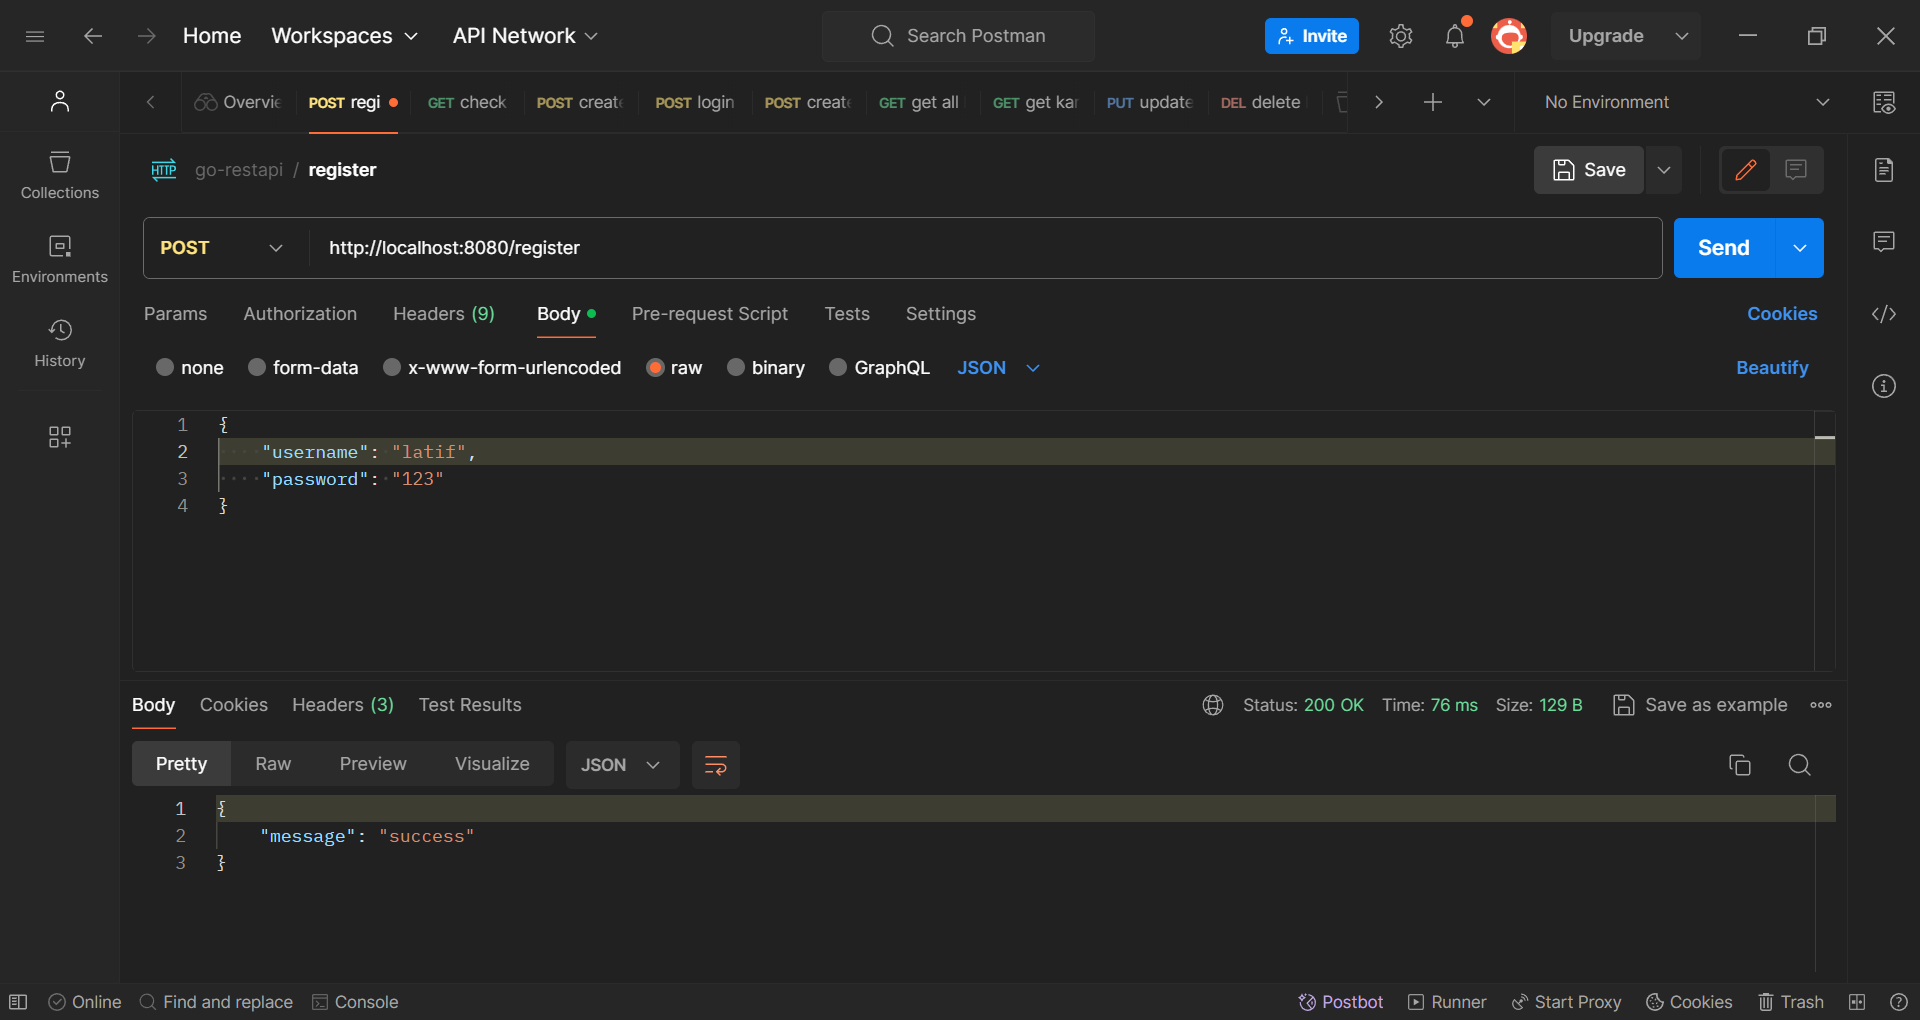 Home Workspaces API Network Search Postman Invite Upgrade
Overvie POST regi GET check POST create POST login POST create GET get all GET get kar PUT update DEL delete No Environment
Collections
Environments
History
HTTP go-restapi / register Save
POST http://localhost:8080/register Send
Params Authorization Headers (9) Body Pre-request Script Tests Settings Cookies
none form-data x-www-form-urlencoded raw binary GraphQL JSON Beautify
1 {
2 "username": "latif",
3 "password": "123"
4 }
Body Cookies Headers (3) Test Results Status: 200 OK Time: 76 ms Size: 129 B Save as example
Pretty Raw Preview Visualize JSON
1 {
2 "message": "success"
3 }
Online Find and replace Console Postbot Runner Start Proxy Cookies Trash